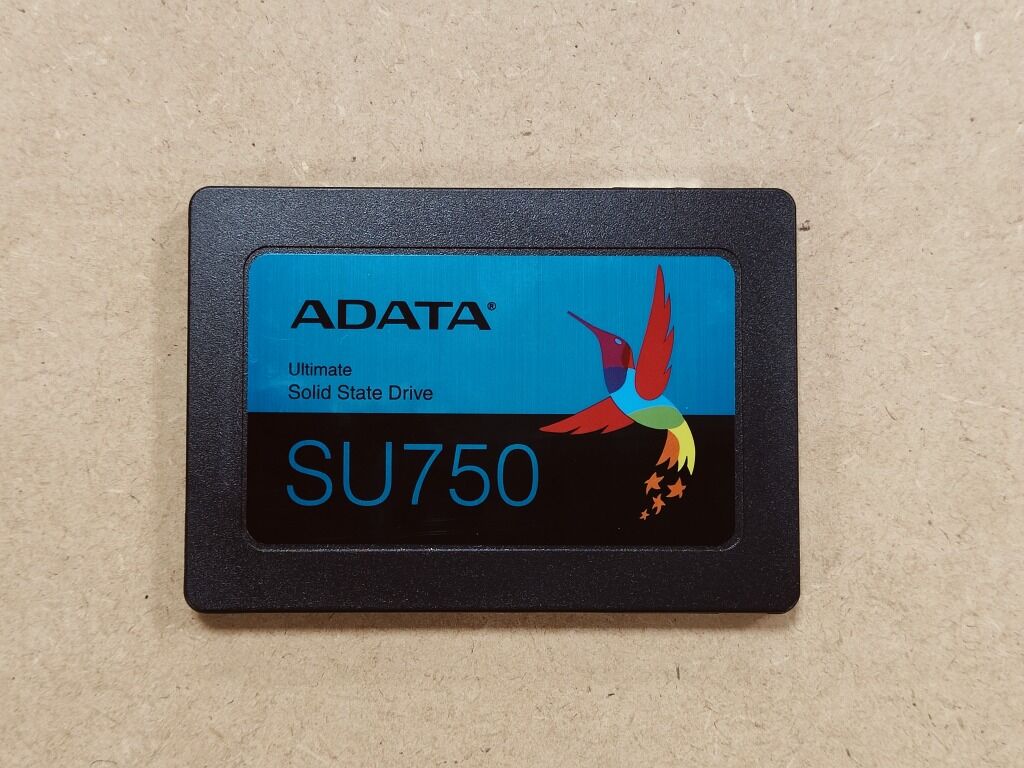 ADATA®
Ultimate
Solid State Drive
SU750